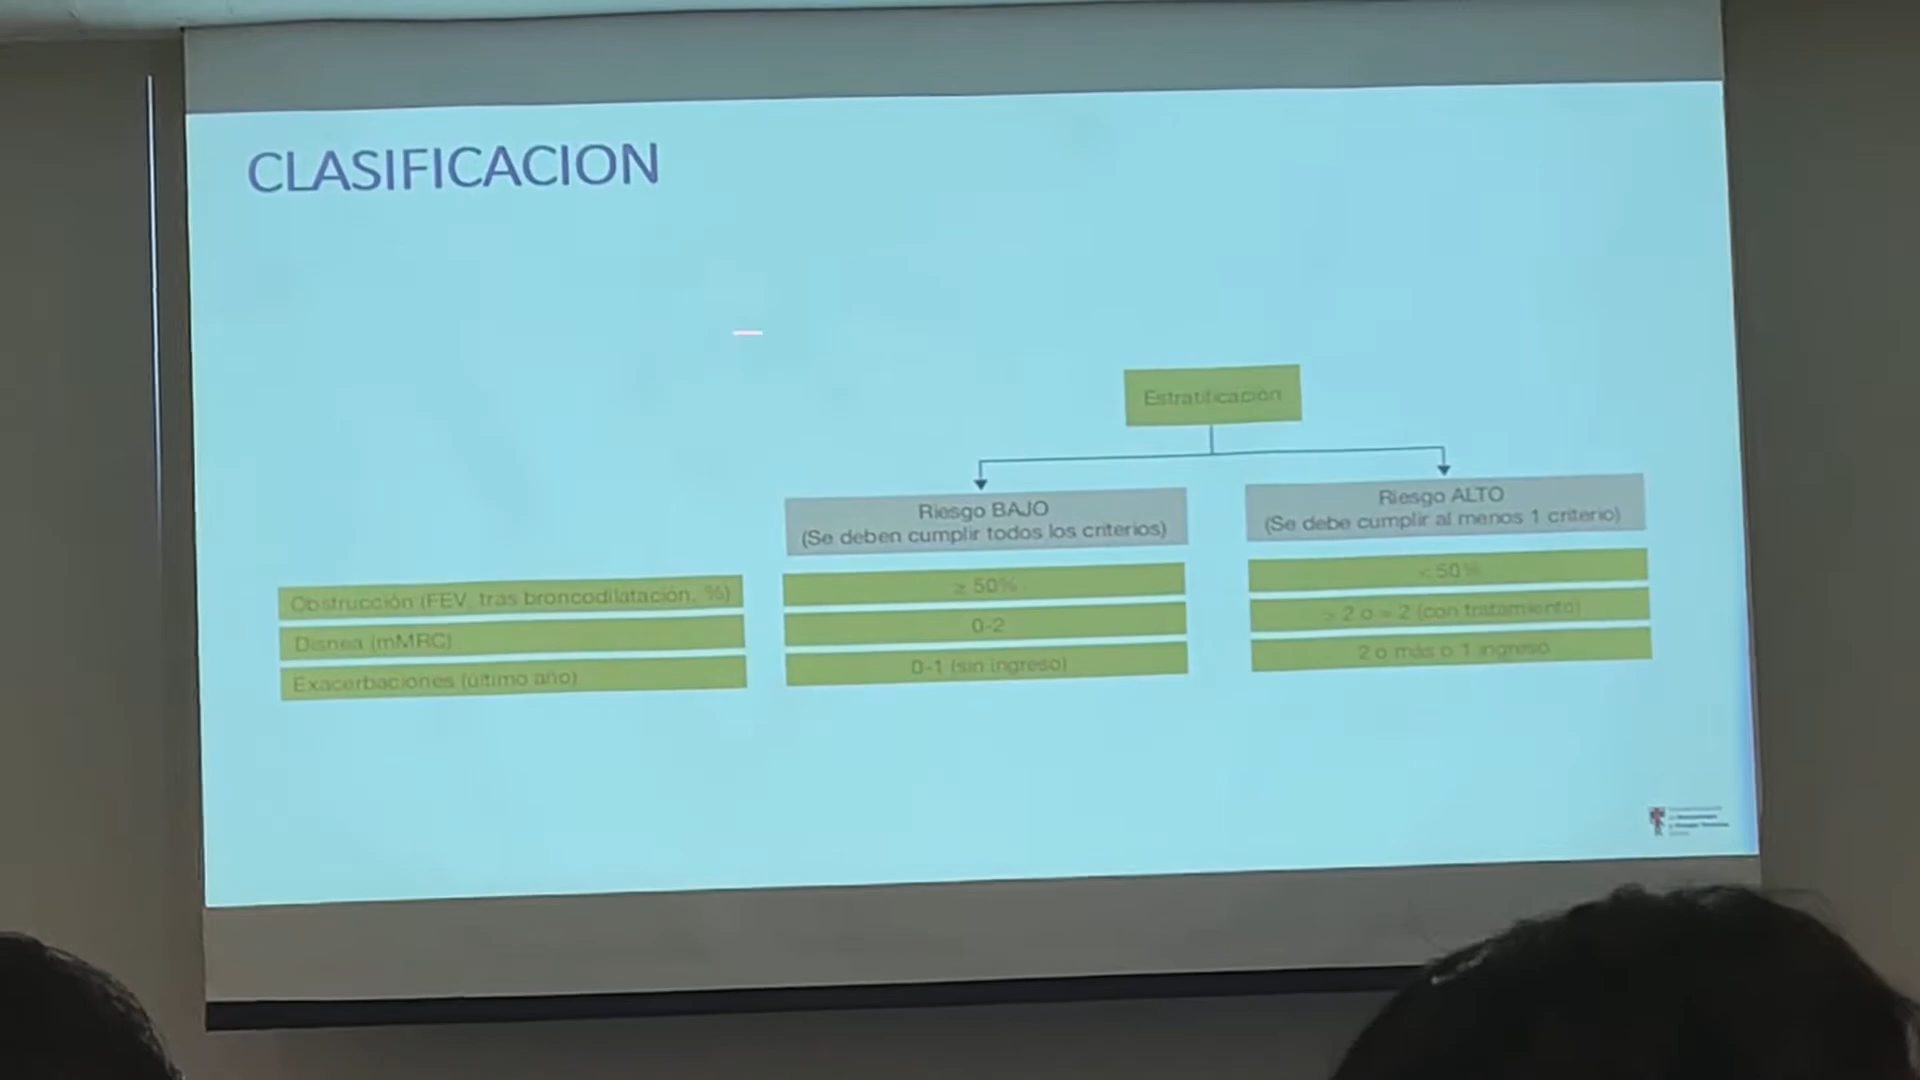 CLASIFICACION
Estratificación
Riesgo BAJO
(Se deben cumplir todos los criterios)
Riesgo ALTO
(Se debe cumplir al menos 1 criterio)
Obstrucción (FEV, tras broncodilatación, %)
≥ 50%
< 50%
Disnea (mMRC)
0-2
> 2 o = 2 (con tratamiento)
Exacerbaciones (último año)
0-1 (sin ingreso)
2 o más o 1 ingreso